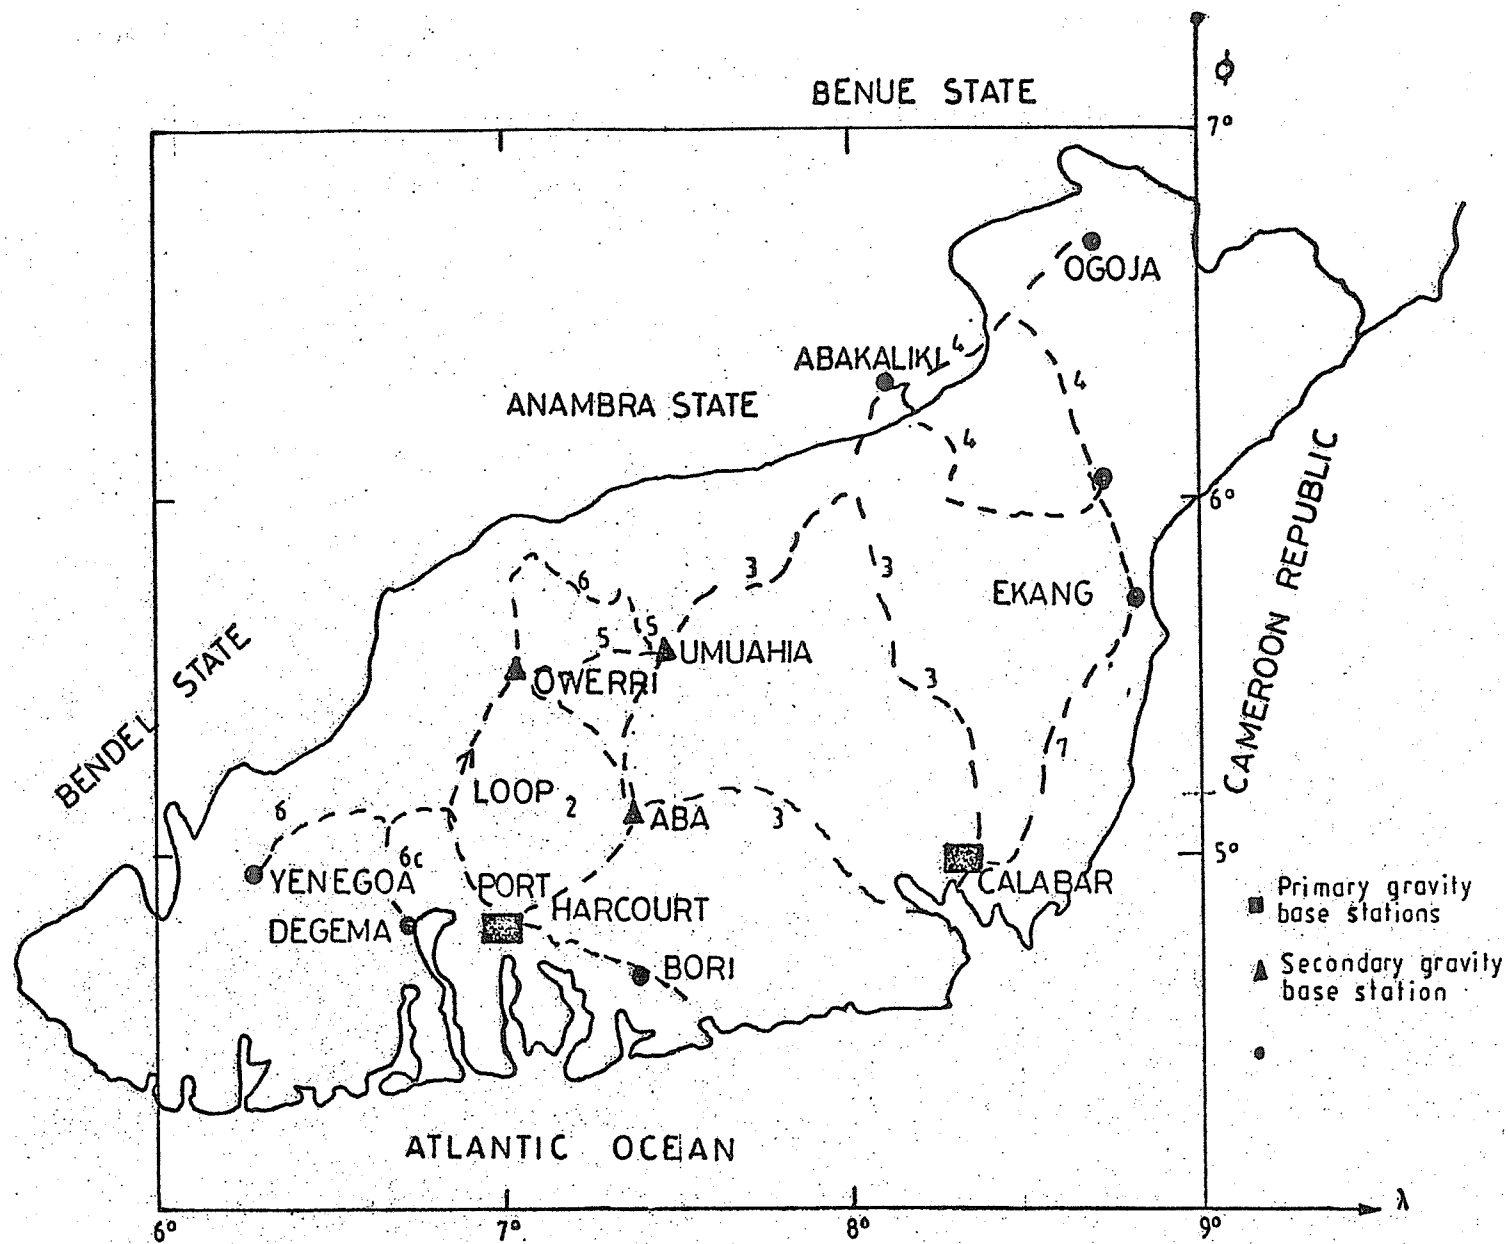 ϕ
BENUE STATE
7°
OGOJA
ABAKALIKI
4
4
ANAMBRA STATE
4
6°
CAMEROON REPUBLIC
3
3
EKANG
6
5
5
UMUAHIA
OWERRI
3
BENDEL STATE
7
LOOP 2
6
ABA
3
5°
6c
YENEGOA
PORT
HARCOURT
CALABAR
DEGEMA
BORI
Primary gravity
base stations
Secondary gravity
base station
ATLANTIC OCEAN
λ
6°
7°
8°
9°